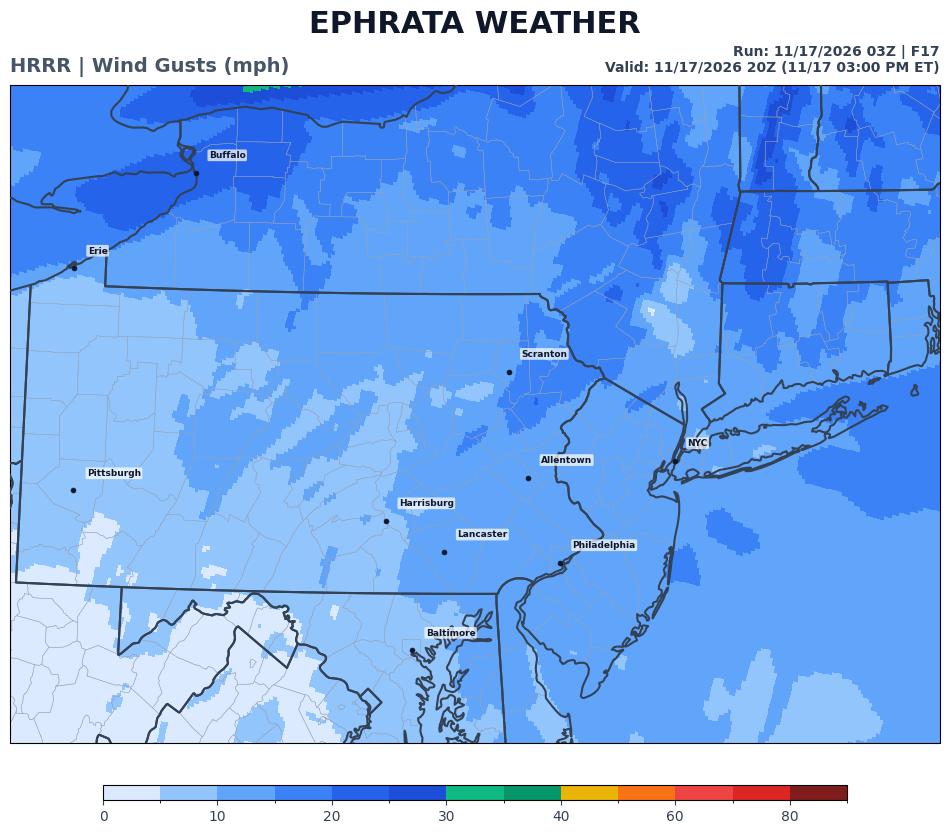 EPHRATA WEATHER
HRRR | Wind Gusts (mph)
Run: 11/17/2026 03Z | F17
Valid: 11/17/2026 20Z (11/17 03:00 PM ET)
Buffalo
Erie
Scranton
NYC
Allentown
Pittsburgh
Harrisburg
Lancaster
Philadelphia
Baltimore
0 10 20 30 40 60 80